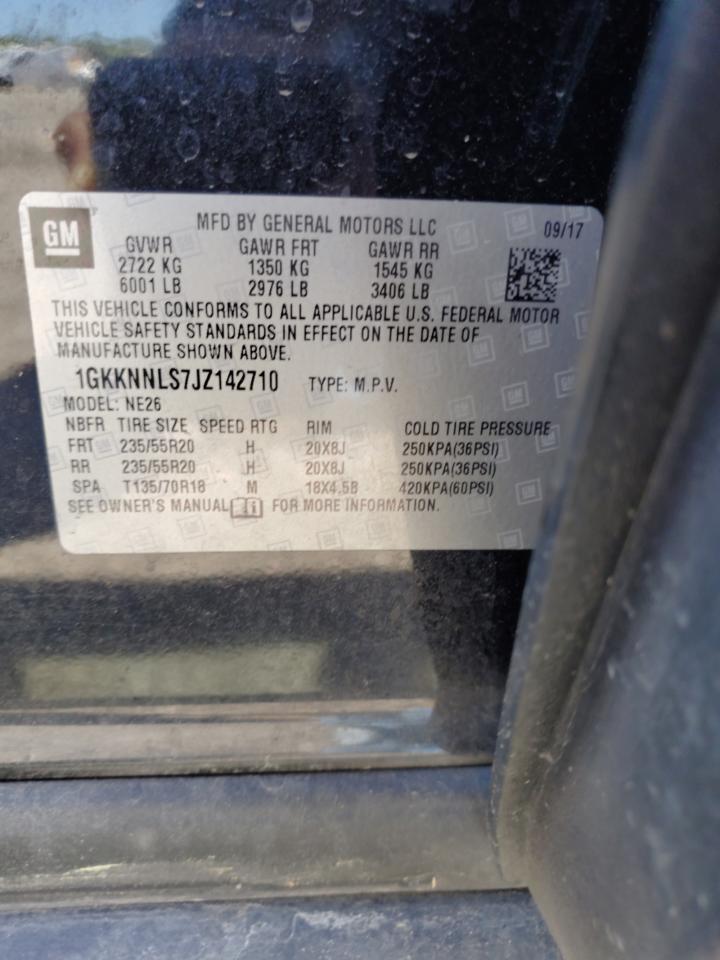 GM
MFD BY GENERAL MOTORS LLC 09/17
GVWR GAWR FRT GAWR RR
2722 KG 1350 KG 1545 KG
6001 LB 2976 LB 3406 LB
THIS VEHICLE CONFORMS TO ALL APPLICABLE U.S. FEDERAL MOTOR
VEHICLE SAFETY STANDARDS IN EFFECT ON THE DATE OF
MANUFACTURE SHOWN ABOVE.
1GKKNNLS7JZ142710 TYPE: M.P.V.
MODEL: NE26
NBFR TIRE SIZE SPEED RTG RIM COLD TIRE PRESSURE
FRT 235/55R20 H 20X8J 250KPA(36PSI)
RR 235/55R20 H 20X8J 250KPA(36PSI)
SPA T135/70R18 M 18X4.5B 420KPA(60PSI)
SEE OWNER'S MANUAL FOR MORE INFORMATION.